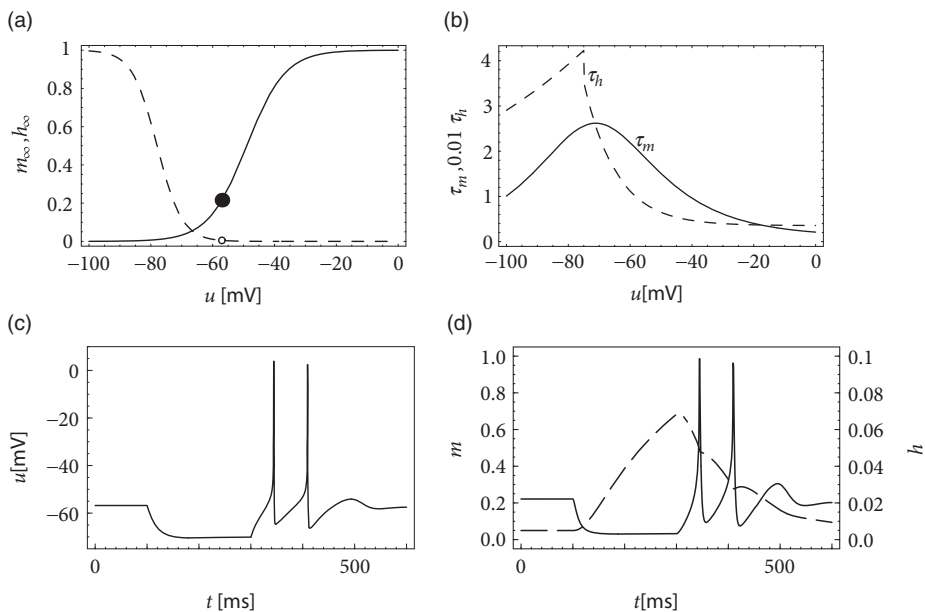 (a)
1
0.8
0.6
0.4
0.2
0
m∞, h∞
−100 −80 −60 −40 −20 0
u [mV]
(b)
4
3
2
1
0
τm, 0.01 τh
τh
τm
−100 −80 −60 −40 −20 0
u[mV]
(c)
0
−20
−40
−60
u[mV]
0 500
t [ms]
(d)
1.0
0.8
0.6
0.4
0.2
0.0
m
0.1
0.08
0.06
0.04
0.02
0.0
h
0 500
t[ms]